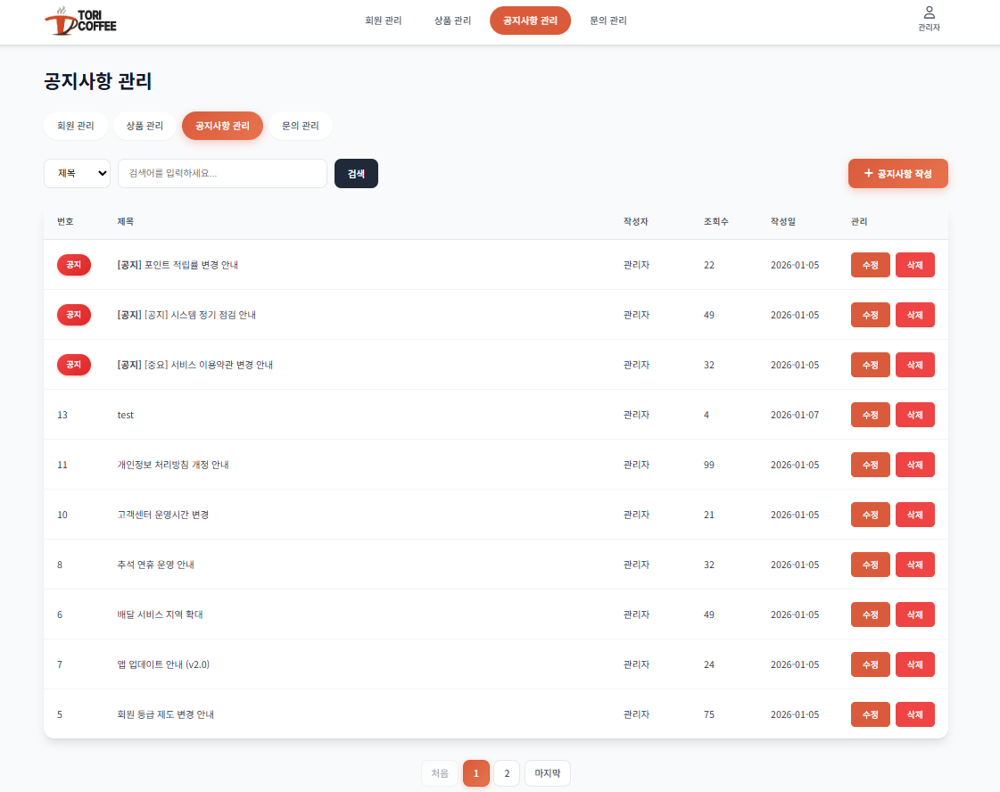 TORI
COFFEE
회원 관리 상품 관리 공지사항 관리 문의 관리
관리자
공지사항 관리
회원 관리 상품 관리 공지사항 관리 문의 관리
제목 검색어를 입력하세요... 검색 + 공지사항 작성
번호 제목 작성자 조회수 작성일 관리
공지 [공지] 포인트 적립률 변경 안내 관리자 22 2026-01-05 수정 삭제
공지 [공지] [공지] 시스템 정기 점검 안내 관리자 49 2026-01-05 수정 삭제
공지 [공지] [중요] 서비스 이용약관 변경 안내 관리자 32 2026-01-05 수정 삭제
13 test 관리자 4 2026-01-07 수정 삭제
11 개인정보 처리방침 개정 안내 관리자 99 2026-01-05 수정 삭제
10 고객센터 운영시간 변경 관리자 21 2026-01-05 수정 삭제
8 추석 연휴 운영 안내 관리자 32 2026-01-05 수정 삭제
6 배달 서비스 지역 확대 관리자 49 2026-01-05 수정 삭제
7 앱 업데이트 안내 (v2.0) 관리자 24 2026-01-05 수정 삭제
5 회원 등급 제도 변경 안내 관리자 75 2026-01-05 수정 삭제
처음 1 2 마지막